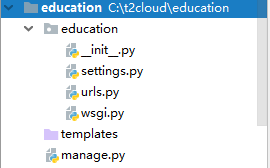 education C:\t2cloud\education
education
__init__.py
settings.py
urls.py
wsgi.py
templates
manage.py